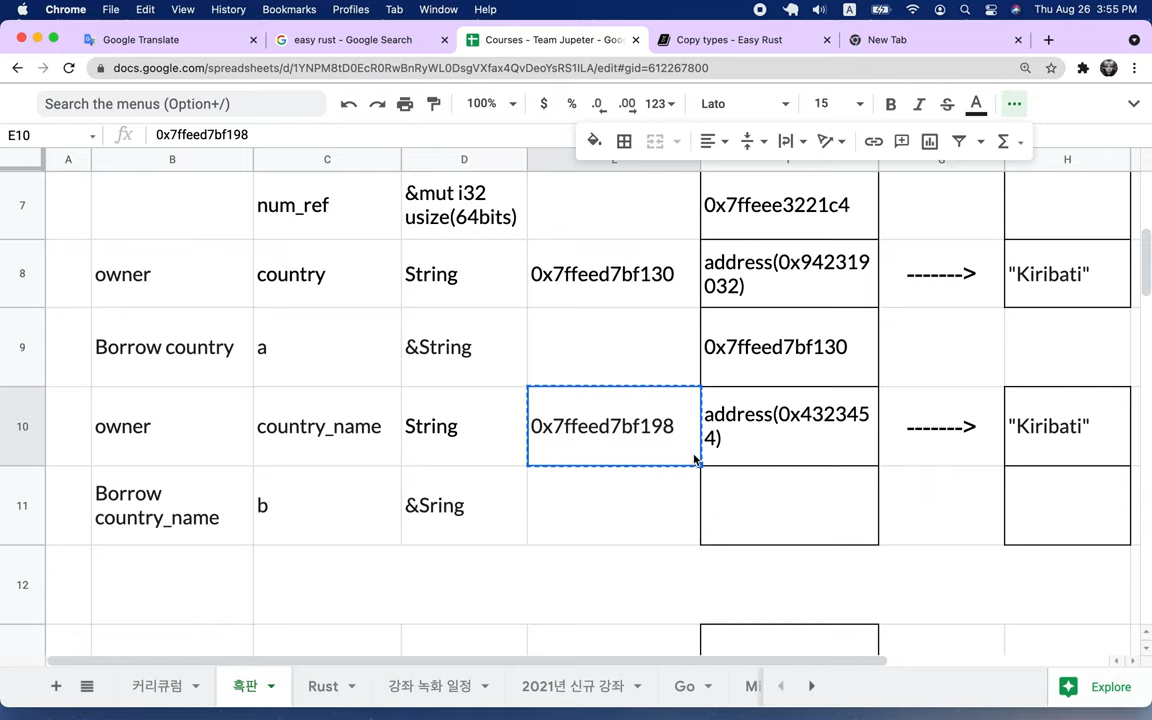 Chrome File Edit View History Bookmarks Profiles Tab Window Help A Thu Aug 26 3:55 PM
Google Translate easy rust - Google Search Courses - Team Jupeter - Goo Copy types - Easy Rust New Tab
docs.google.com/spreadsheets/d/1YNPM8tD0EcR0RwBnRyWL0DsgVXfax4QvDeoYsRS1ILA/edit#gid=612267800
Search the menus (Option+/) 100% $ % .0 .00 123 Lato 15 B I S A
E10 fx 0x7ffeed7bf198
A B C D E F G H
7 num_ref &mut i32
usize(64bits) 0x7ffeee3221c4
8 owner country String 0x7ffeed7bf130 address(0x942319
032) -------> "Kiribati"
9 Borrow country a &String 0x7ffeed7bf130
10 owner country_name String 0x7ffeed7bf198 address(0x432345
4) -------> "Kiribati"
11 Borrow
country_name b &Sring
12
커리큘럼 흑판 Rust 강좌 녹화 일정 2021년 신규 강좌 Go Mi Explore